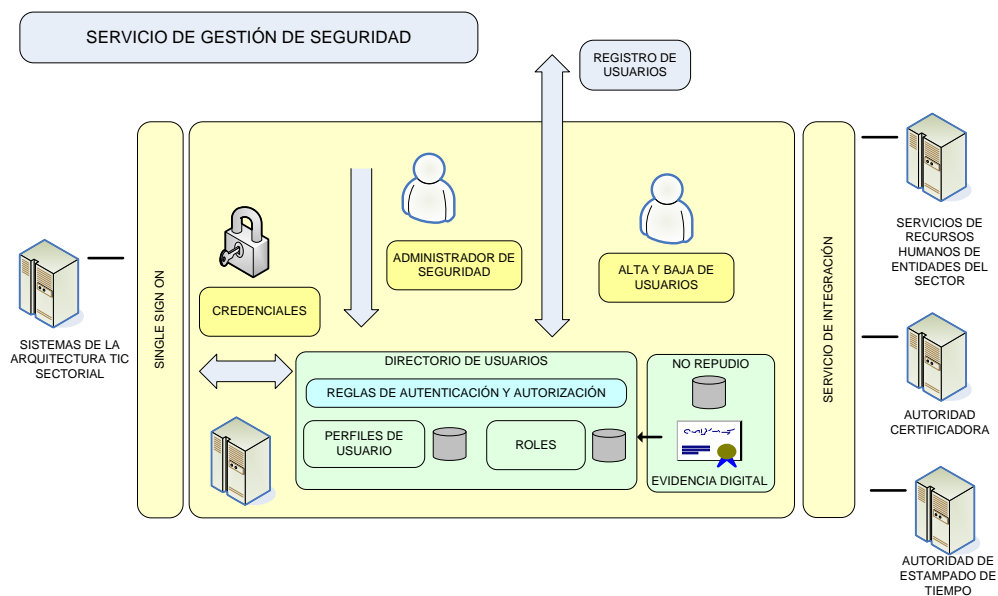 SERVICIO DE GESTIÓN DE SEGURIDAD
REGISTRO DE
USUARIOS
SISTEMAS DE LA
ARQUITECTURA TIC
SECTORIAL
SINGLE SIGN ON
CREDENCIALES
ADMINISTRADOR DE
SEGURIDAD
ALTA Y BAJA DE
USUARIOS
DIRECTORIO DE USUARIOS
REGLAS DE AUTENTICACIÓN Y AUTORIZACIÓN
PERFILES DE
USUARIO
ROLES
NO REPUDIO
EVIDENCIA DIGITAL
SERVICIO DE INTEGRACIÓN
SERVICIOS DE
RECURSOS
HUMANOS DE
ENTIDADES DEL
SECTOR
AUTORIDAD
CERTIFICADORA
AUTORIDAD DE
ESTAMPADO DE
TIEMPO